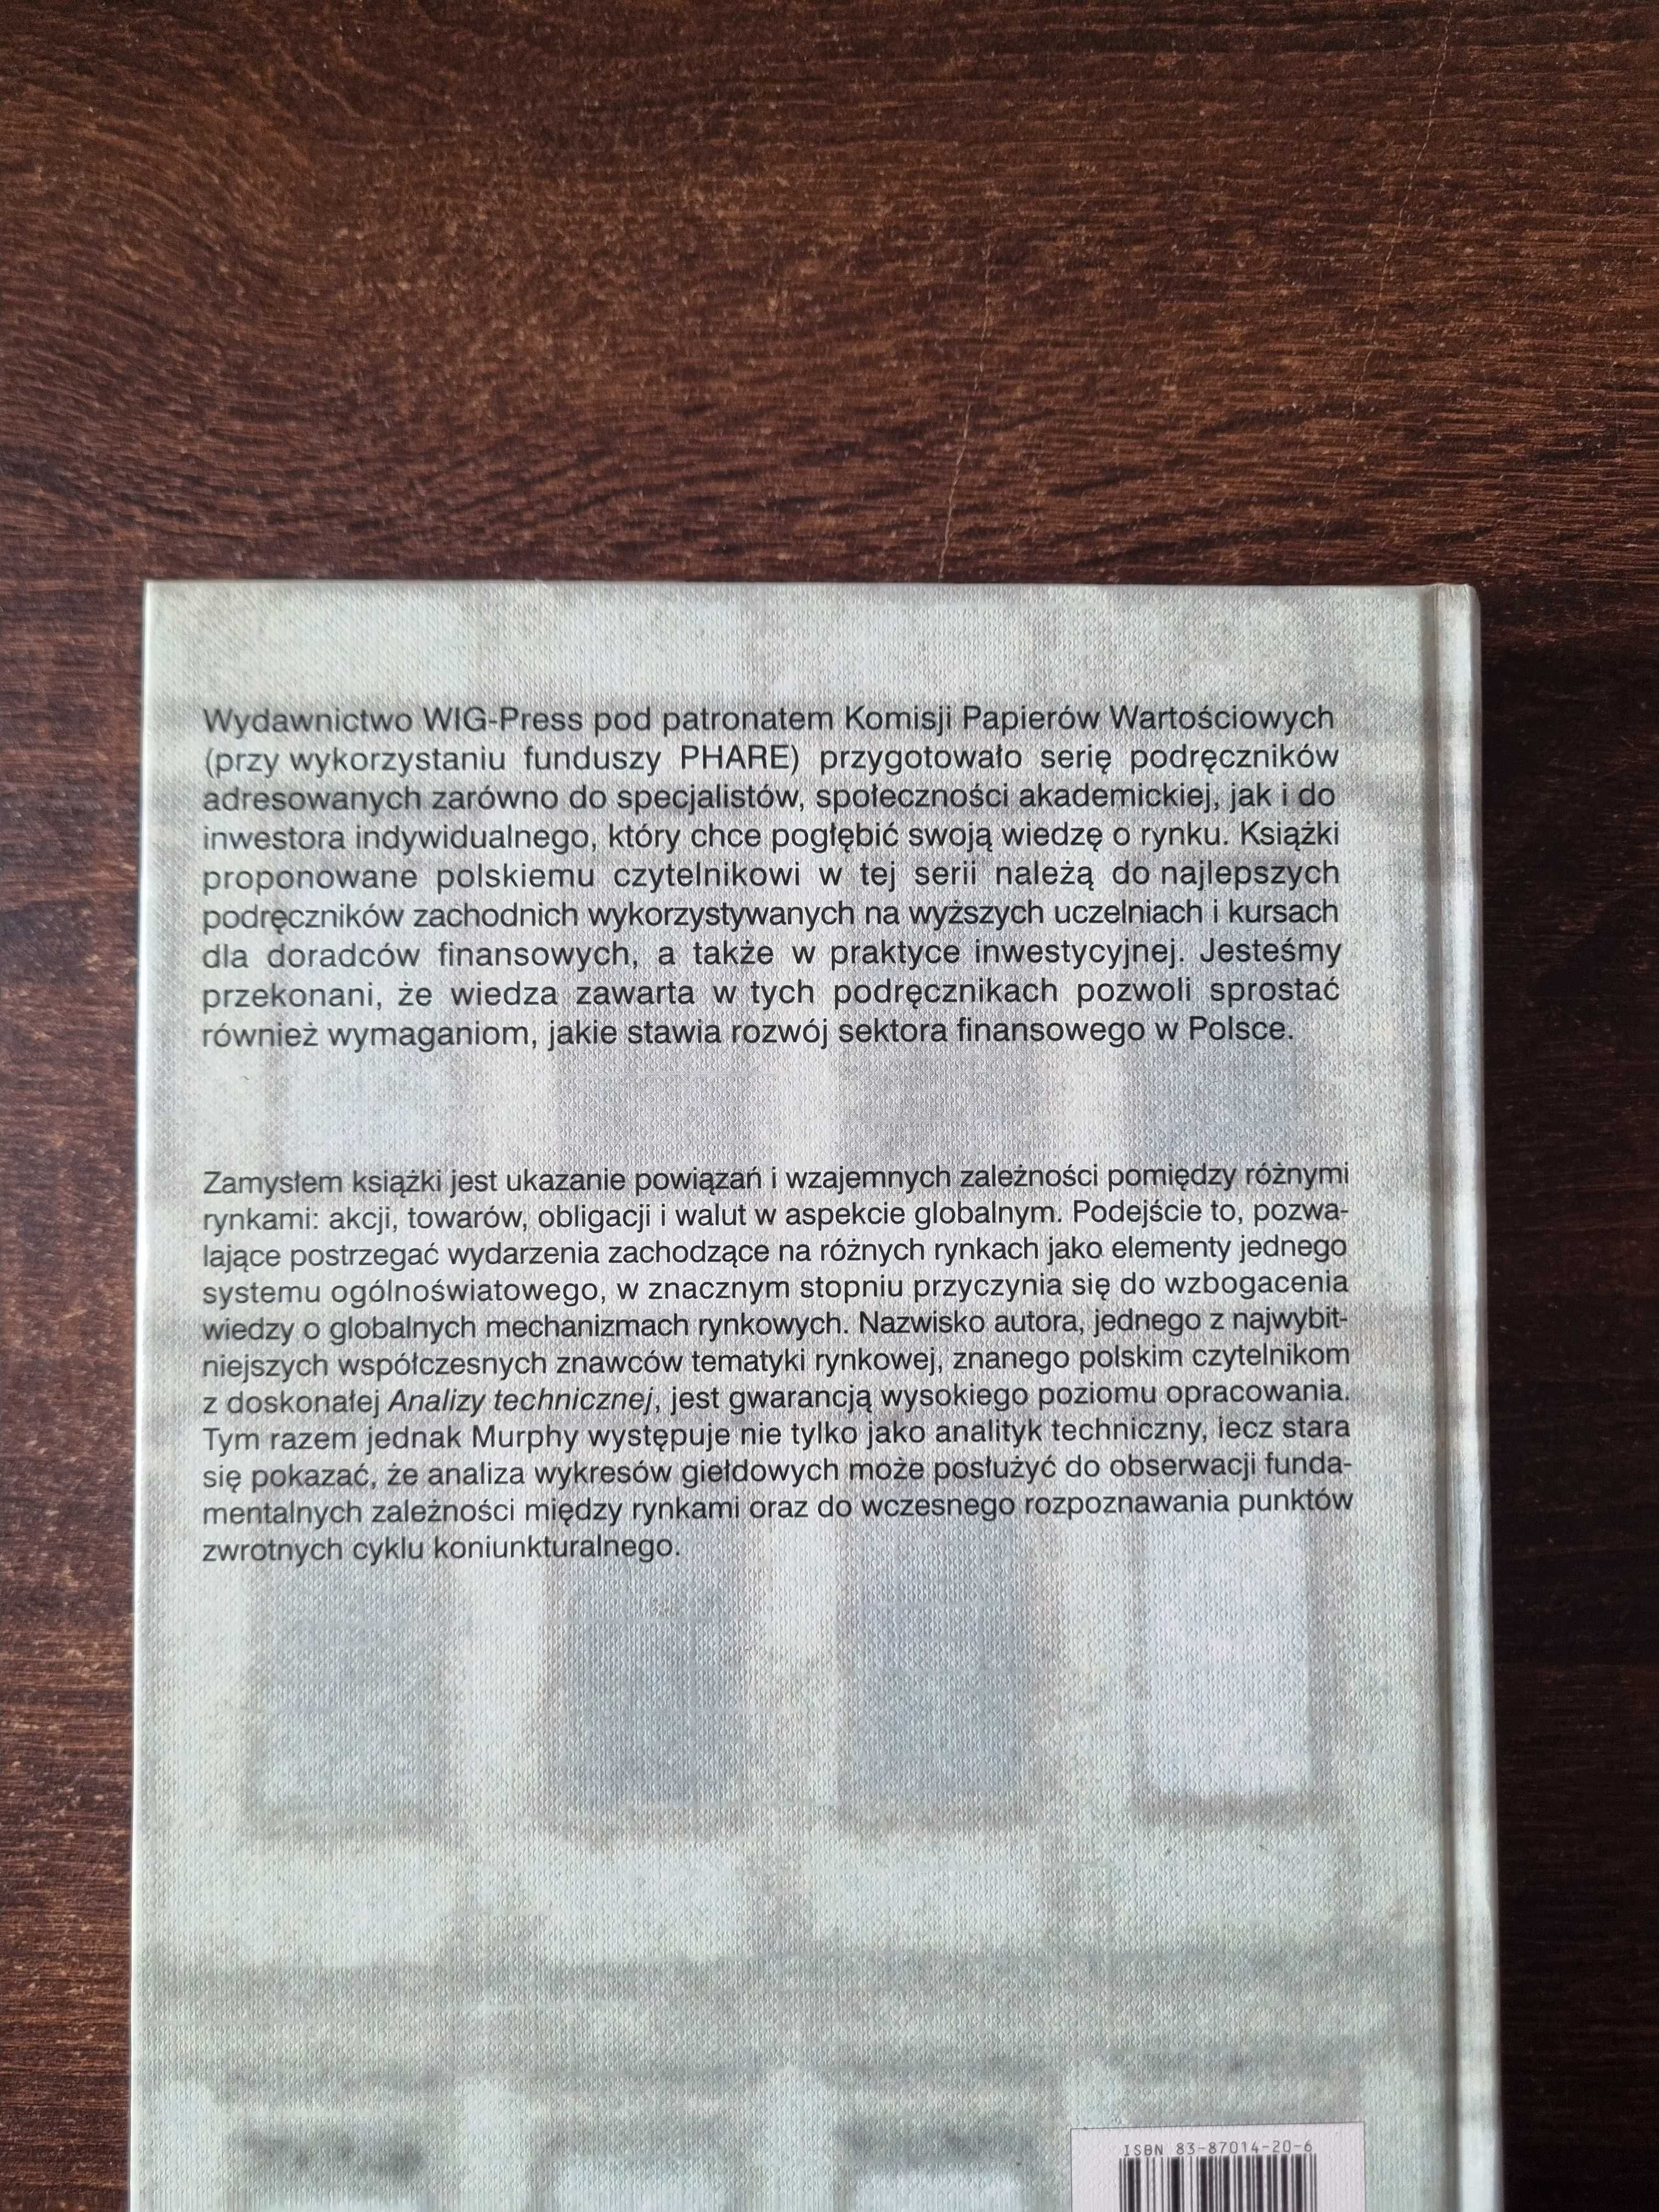 Wydawnictwo WIG-Press pod patronatem Komisji Papierów Wartościowych
(przy wykorzystaniu funduszy PHARE) przygotowało serię podręczników
adresowanych zarówno do specjalistów, społeczności akademickiej, jak i do
inwestora indywidualnego, który chce pogłębić swoją wiedzę o rynku. Książki
proponowane polskiemu czytelnikowi w tej serii należą do najlepszych
podręczników zachodnich wykorzystywanych na wyższych uczelniach i kursach
dla doradców finansowych, a także w praktyce inwestycyjnej. Jesteśmy
przekonani, że wiedza zawarta w tych podręcznikach pozwoli sprostać
również wymaganiom, jakie stawia rozwój sektora finansowego w Polsce.
Zamysłem książki jest ukazanie powiązań i wzajemnych zależności pomiędzy różnymi
rynkami: akcji, towarów, obligacji i walut w aspekcie globalnym. Podejście to, pozwa-
lające postrzegać wydarzenia zachodzące na różnych rynkach jako elementy jednego
systemu ogólnoświatowego, w znacznym stopniu przyczynia się do wzbogacenia
wiedzy o globalnych mechanizmach rynkowych. Nazwisko autora, jednego z najwybit-
niejszych współczesnych znawców tematyki rynkowej, znanego polskim czytelnikom
z doskonałej Analizy technicznej, jest gwarancją wysokiego poziomu opracowania.
Tym razem jednak Murphy występuje nie tylko jako analityk techniczny, lecz stara
się pokazać, że analiza wykresów giełdowych może posłużyć do obserwacji funda-
mentalnych zależności między rynkami oraz do wczesnego rozpoznawania punktów
zwrotnych cyklu koniunkturalnego.
ISBN 83-87014-20-6